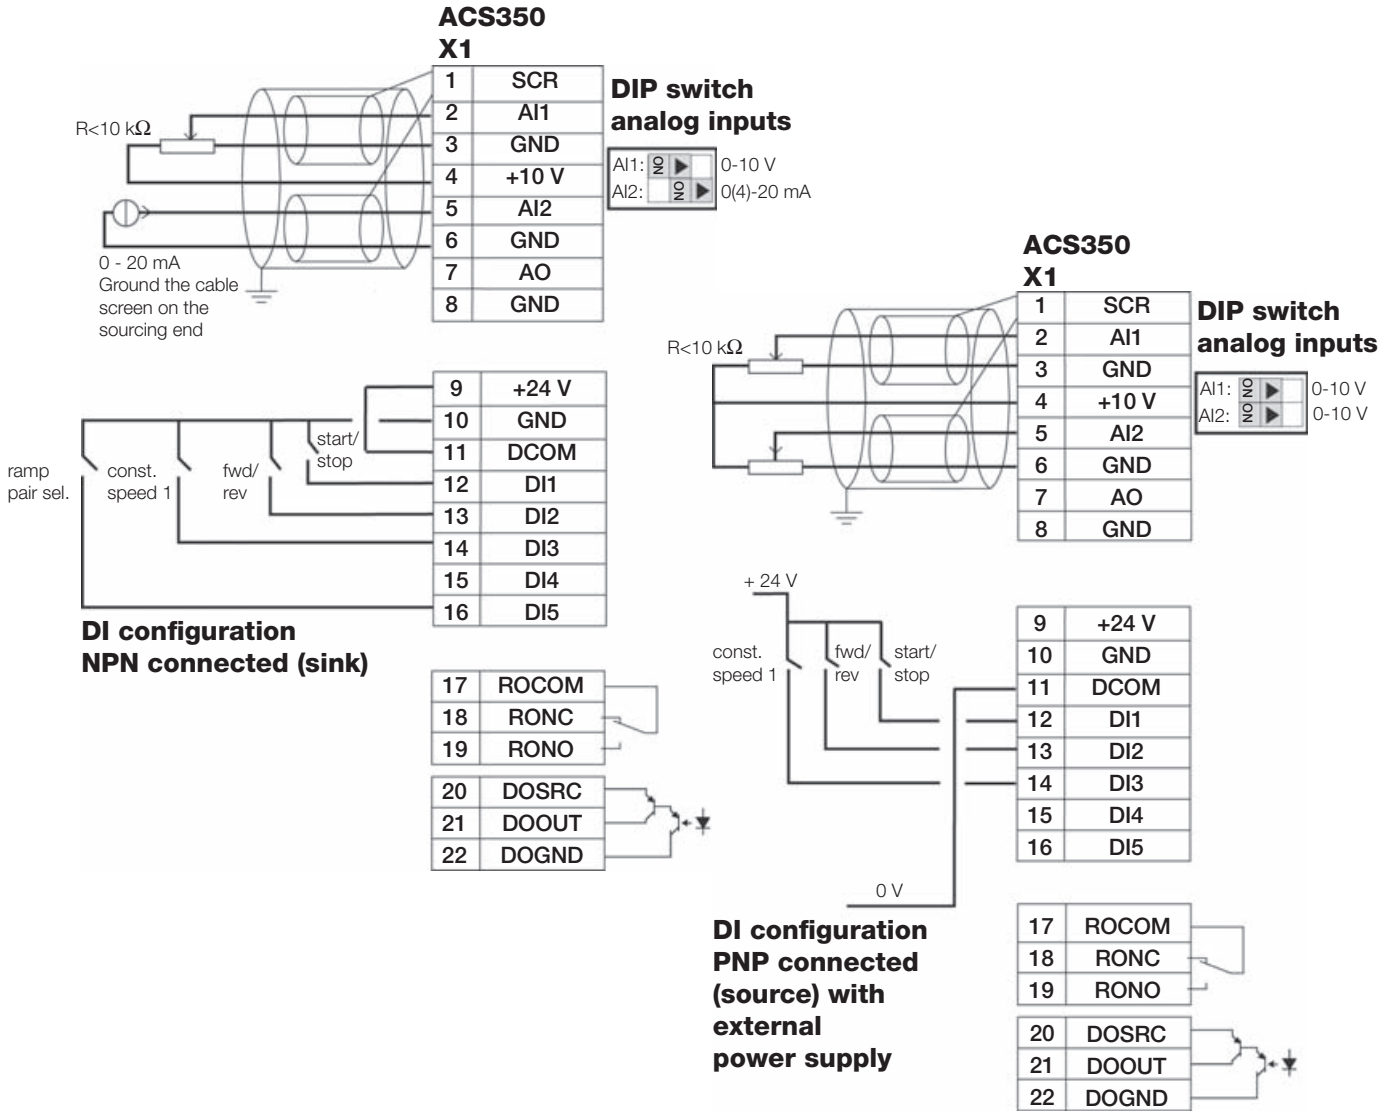 ACS350
X1
1 SCR
2 AI1
3 GND
4 +10 V
5 AI2
6 GND
7 AO
8 GND
R<10 kΩ
0 - 20 mA
Ground the cable
screen on the
sourcing end
DIP switch
analog inputs
AI1: ON 0-10 V
AI2: ON 0(4)-20 mA
9 +24 V
10 GND
11 DCOM
12 DI1
13 DI2
14 DI3
15 DI4
16 DI5
ramp
pair sel.
const.
speed 1
fwd/
rev
start/
stop
DI configuration
NPN connected (sink)
17 ROCOM
18 RONC
19 RONO
20 DOSRC
21 DOOUT
22 DOGND
ACS350
X1
1 SCR
2 AI1
3 GND
4 +10 V
5 AI2
6 GND
7 AO
8 GND
R<10 kΩ
DIP switch
analog inputs
AI1: ON 0-10 V
AI2: ON 0-10 V
+ 24 V
const.
speed 1
fwd/
rev
start/
stop
9 +24 V
10 GND
11 DCOM
12 DI1
13 DI2
14 DI3
15 DI4
16 DI5
0 V
DI configuration
PNP connected
(source) with
external
power supply
17 ROCOM
18 RONC
19 RONO
20 DOSRC
21 DOOUT
22 DOGND